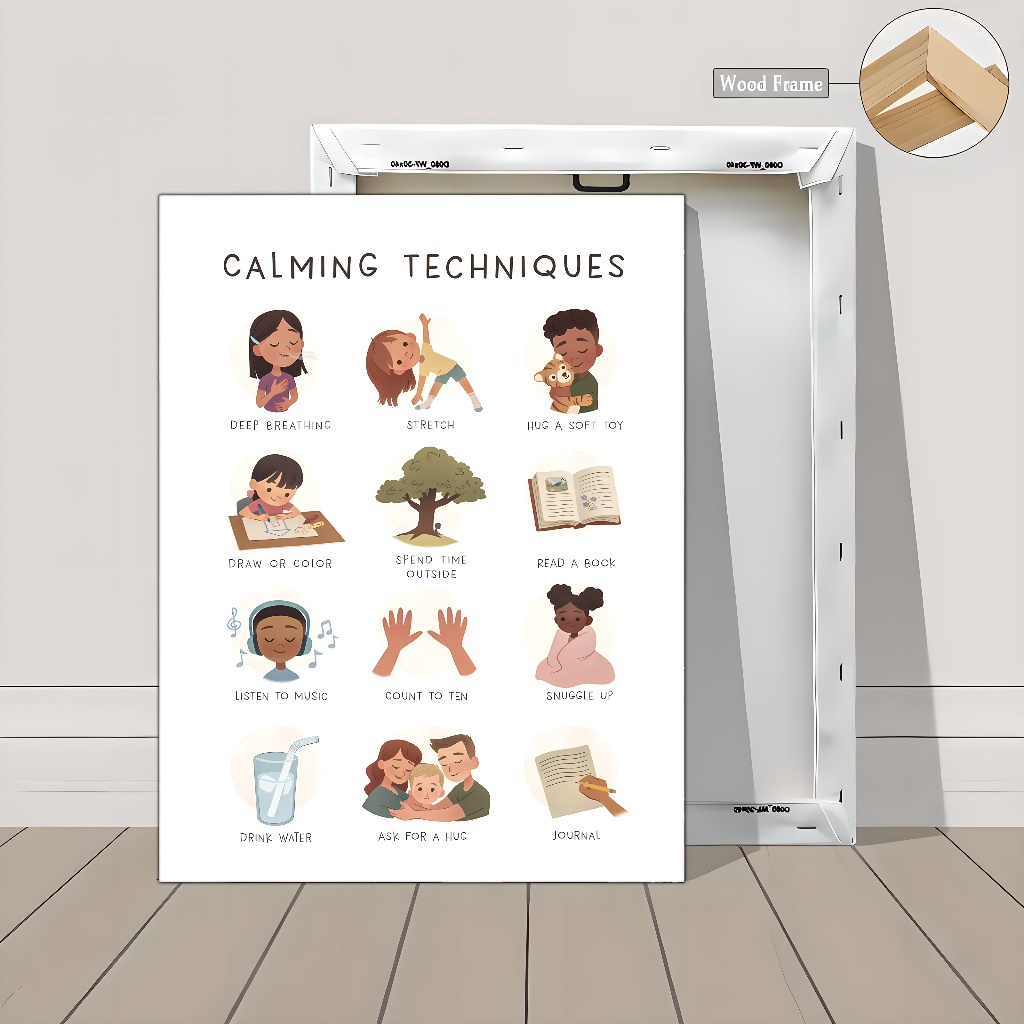 Wood Frame
CALMING TECHNIQUES
DEEP BREATHING
STRETCH
HUG A SOFT TOY
DRAW OR COLOR
SPEND TIME
OUTSIDE
READ A BOOK
LISTEN TO MUSIC
COUNT TO TEN
SNUGGLE UP
DRINK WATER
ASK FOR A HUG
JOURNAL